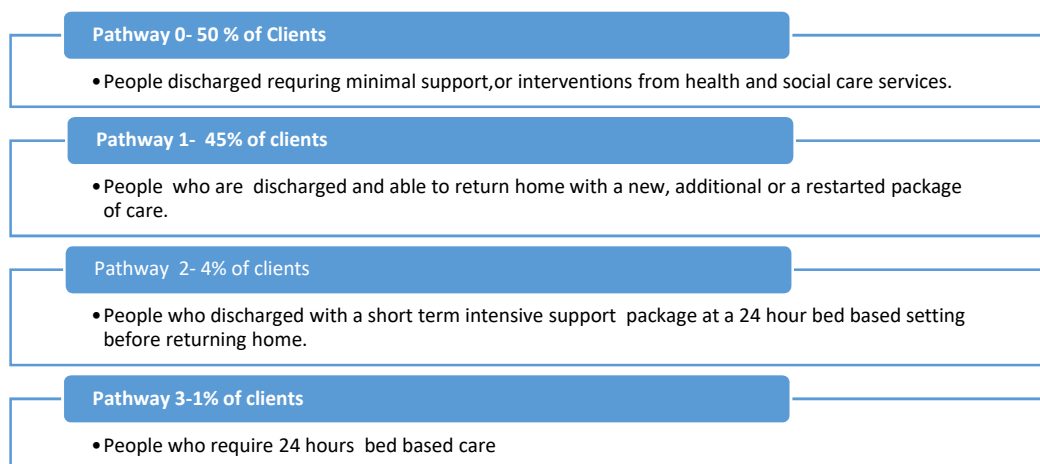 Pathway 0- 50 % of Clients
•People discharged requring minimal support,or interventions from health and social care services.
Pathway 1- 45% of clients
•People who are discharged and able to return home with a new, additional or a restarted package
of care.
Pathway 2- 4% of clients
•People who discharged with a short term intensive support package at a 24 hour bed based setting
before returning home.
Pathway 3-1% of clients
•People who require 24 hours bed based care